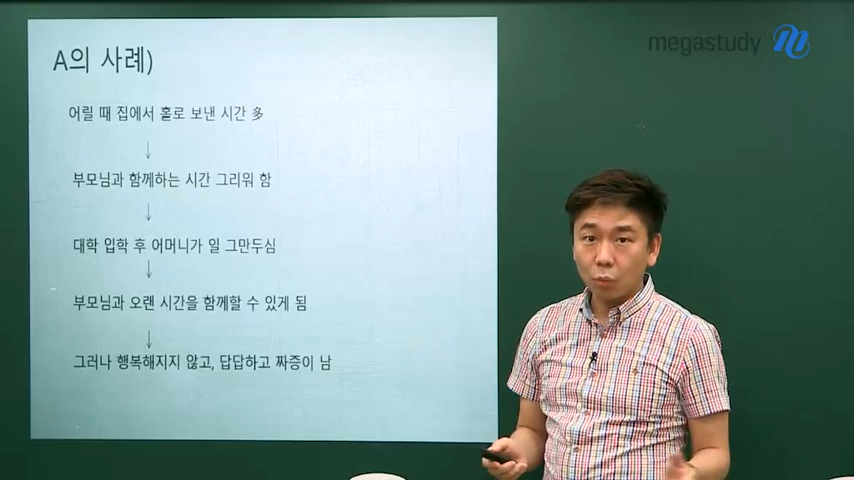 megastudy
A의 사례)
어릴 때 집에서 홀로 보낸 시간 多
↓
부모님과 함께하는 시간 그리워 함
↓
대학 입학 후 어머니가 일 그만두심
↓
부모님과 오랜 시간을 함께할 수 있게 됨
↓
그러나 행복해지지 않고, 답답하고 짜증이 남